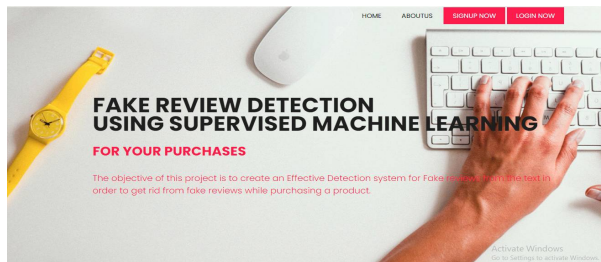 HOME ABOUTUS SIGNUP NOW LOGIN NOW
FAKE REVIEW DETECTION
USING SUPERVISED MACHINE LEARNING
FOR YOUR PURCHASES
The objective of this project is to create an Effective Detection system for Fake from the text in
order to get rid from fake reviews while purchasing a product.
Activate Windows
Go to Settings to activate Windows.